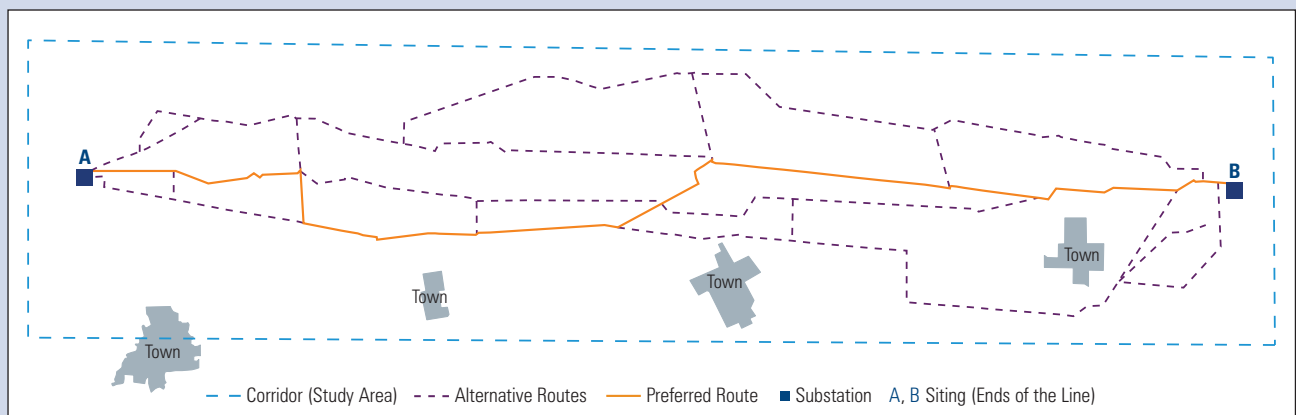 A
B
Town
Town
Town
Town
Corridor (Study Area) Alternative Routes Preferred Route Substation A, B Siting (Ends of the Line)